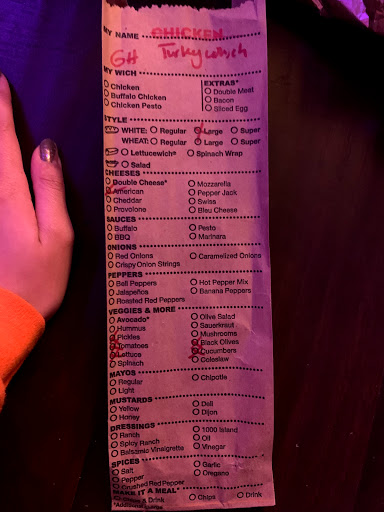 CHICKEN
MY NAME
GH Turkywhich
MY WICH
Chicken
Buffalo Chicken
Chicken Pesto
EXTRAS*
Double Meat
Bacon
Sliced Egg
STYLE
WHITE: Regular Large Super
WHEAT: Regular Large Super
Lettucewich® Spinach Wrap
Salad
CHEESES
Double Cheese*
American
Cheddar
Provolone
Mozzarella
Pepper Jack
Swiss
Bleu Cheese
SAUCES
Buffalo
BBQ
Pesto
Marinara
ONIONS
Red Onions
Crispy Onion Strings
Caramelized Onions
PEPPERS
Bell Peppers
Jalapeños
Roasted Red Peppers
Hot Pepper Mix
Banana Peppers
VEGGIES & MORE
Avocado*
Hummus
Pickles
Tomatoes
Lettuce
Spinach
Olive Salad
Sauerkraut
Mushrooms
Black Olives
Cucumbers
Coleslaw
MAYOS
Regular
Light
Chipotle
MUSTARDS
Yellow
Honey
Deli
Dijon
DRESSINGS
Ranch
Spicy Ranch
Balsamic Vinaigrette
1000 Island
Oil
Vinegar
SPICES
Salt
Pepper
Crushed Red Pepper
Garlic
Oregano
MAKE IT A MEAL*
Chips & Drink
Chips
Drink
*Additional charge